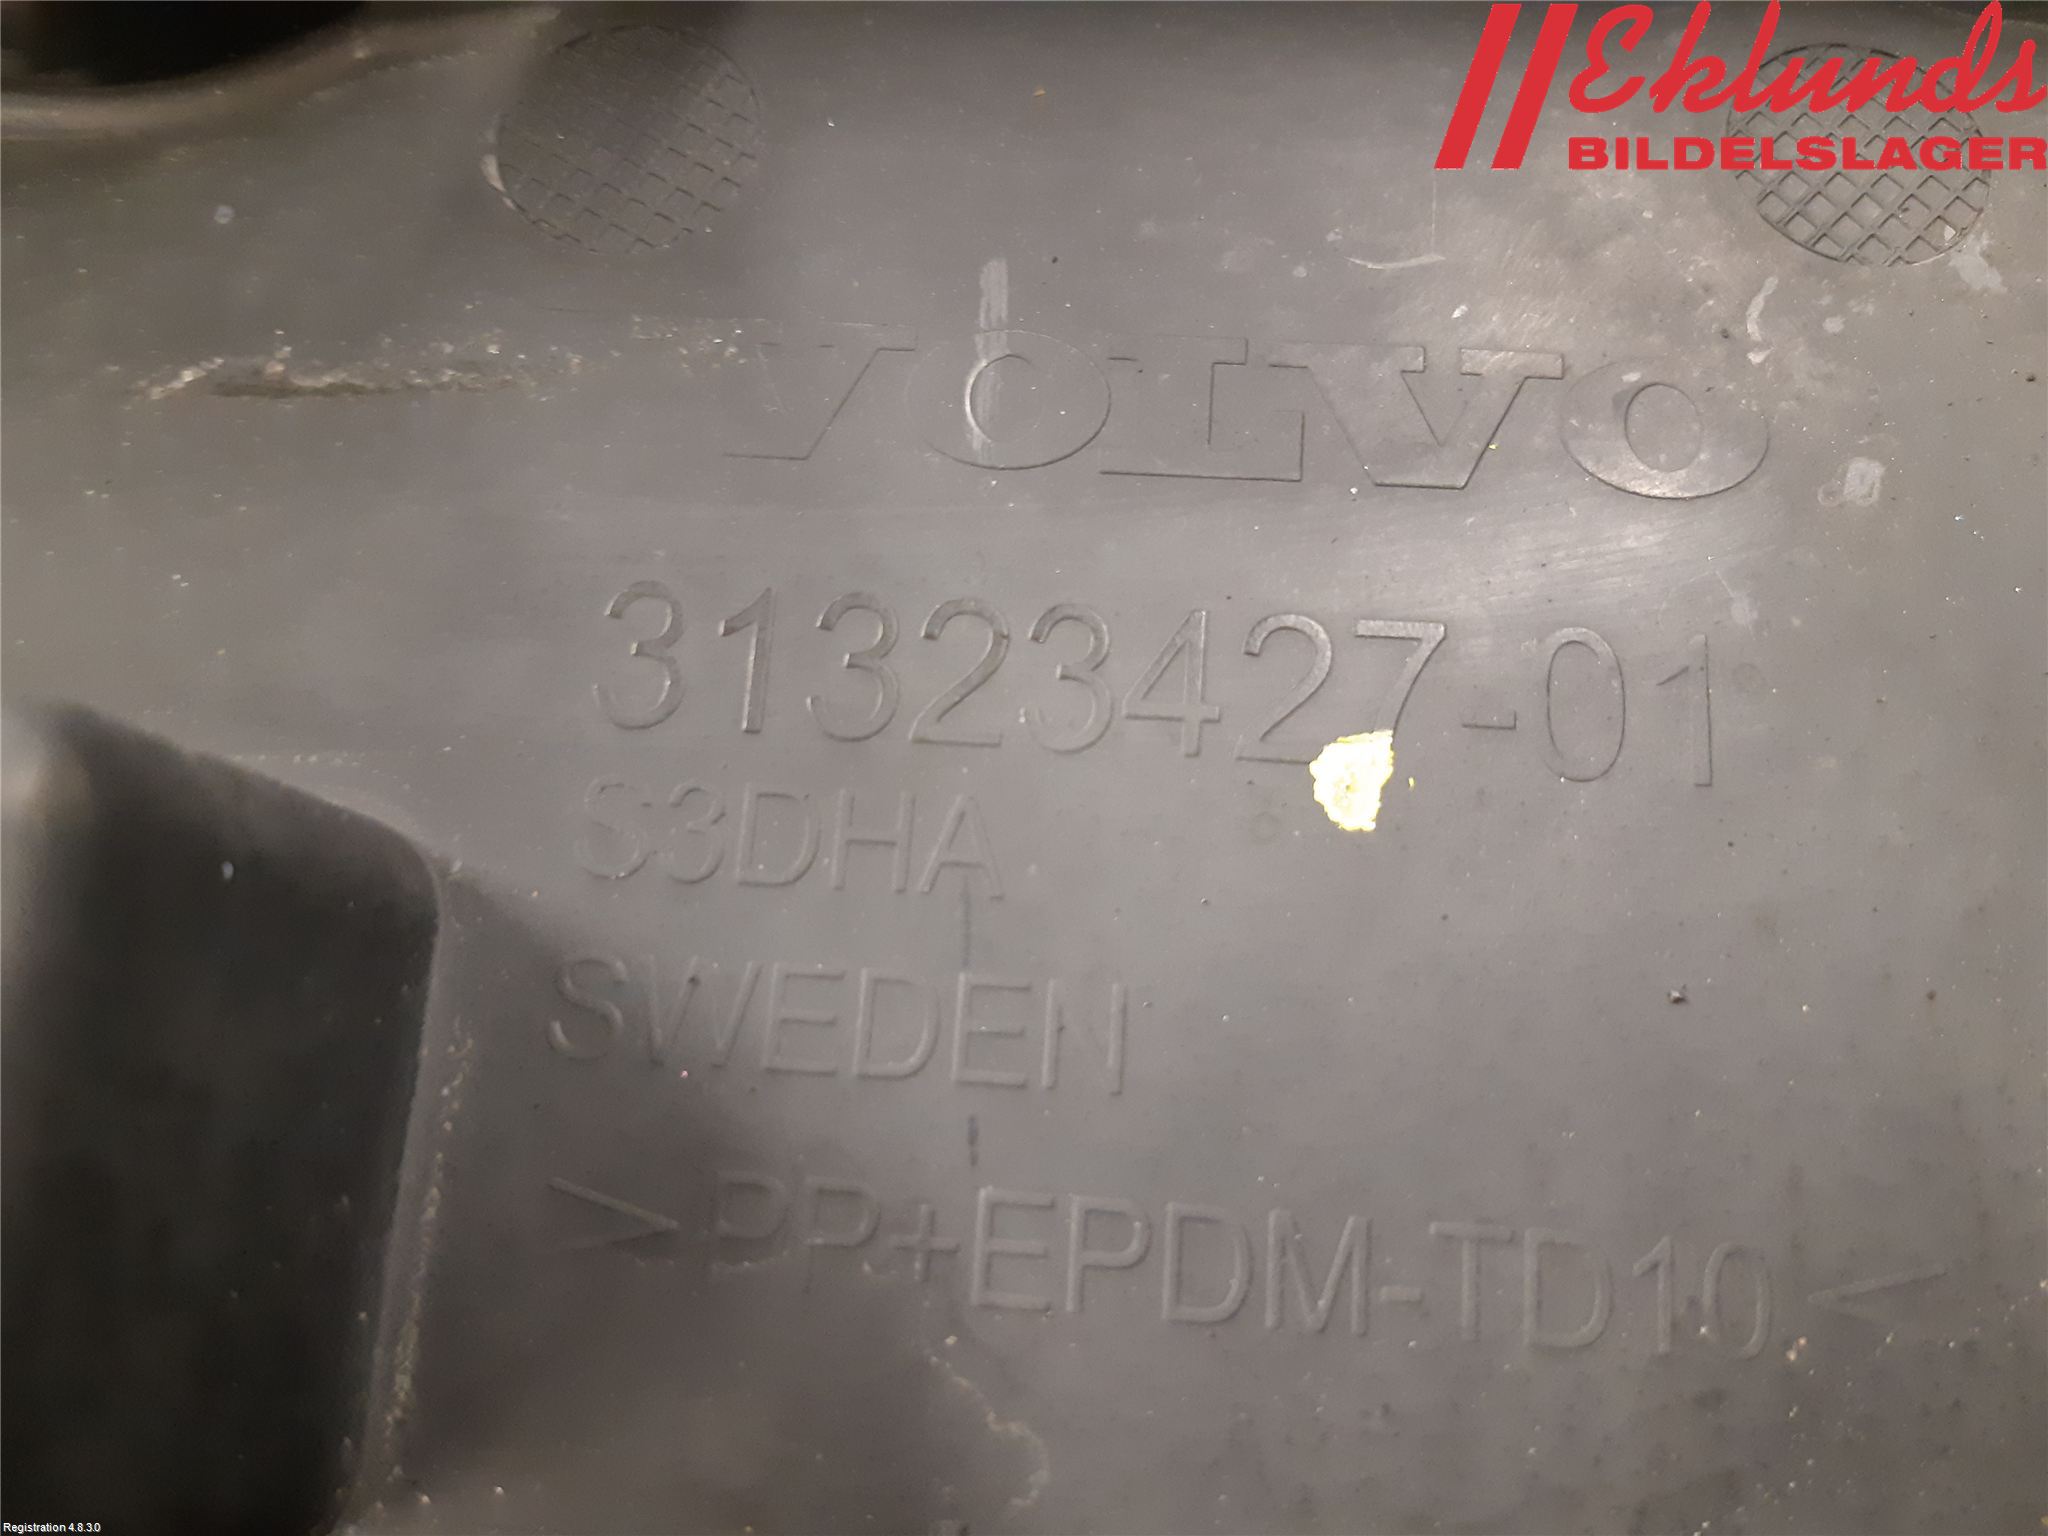 Eklunds
BILDELSLAGER
VOLVO
31323427-01
S3DHA
SWEDEN
>PP+EPDM-TD10<
Registration 4.8.3.0